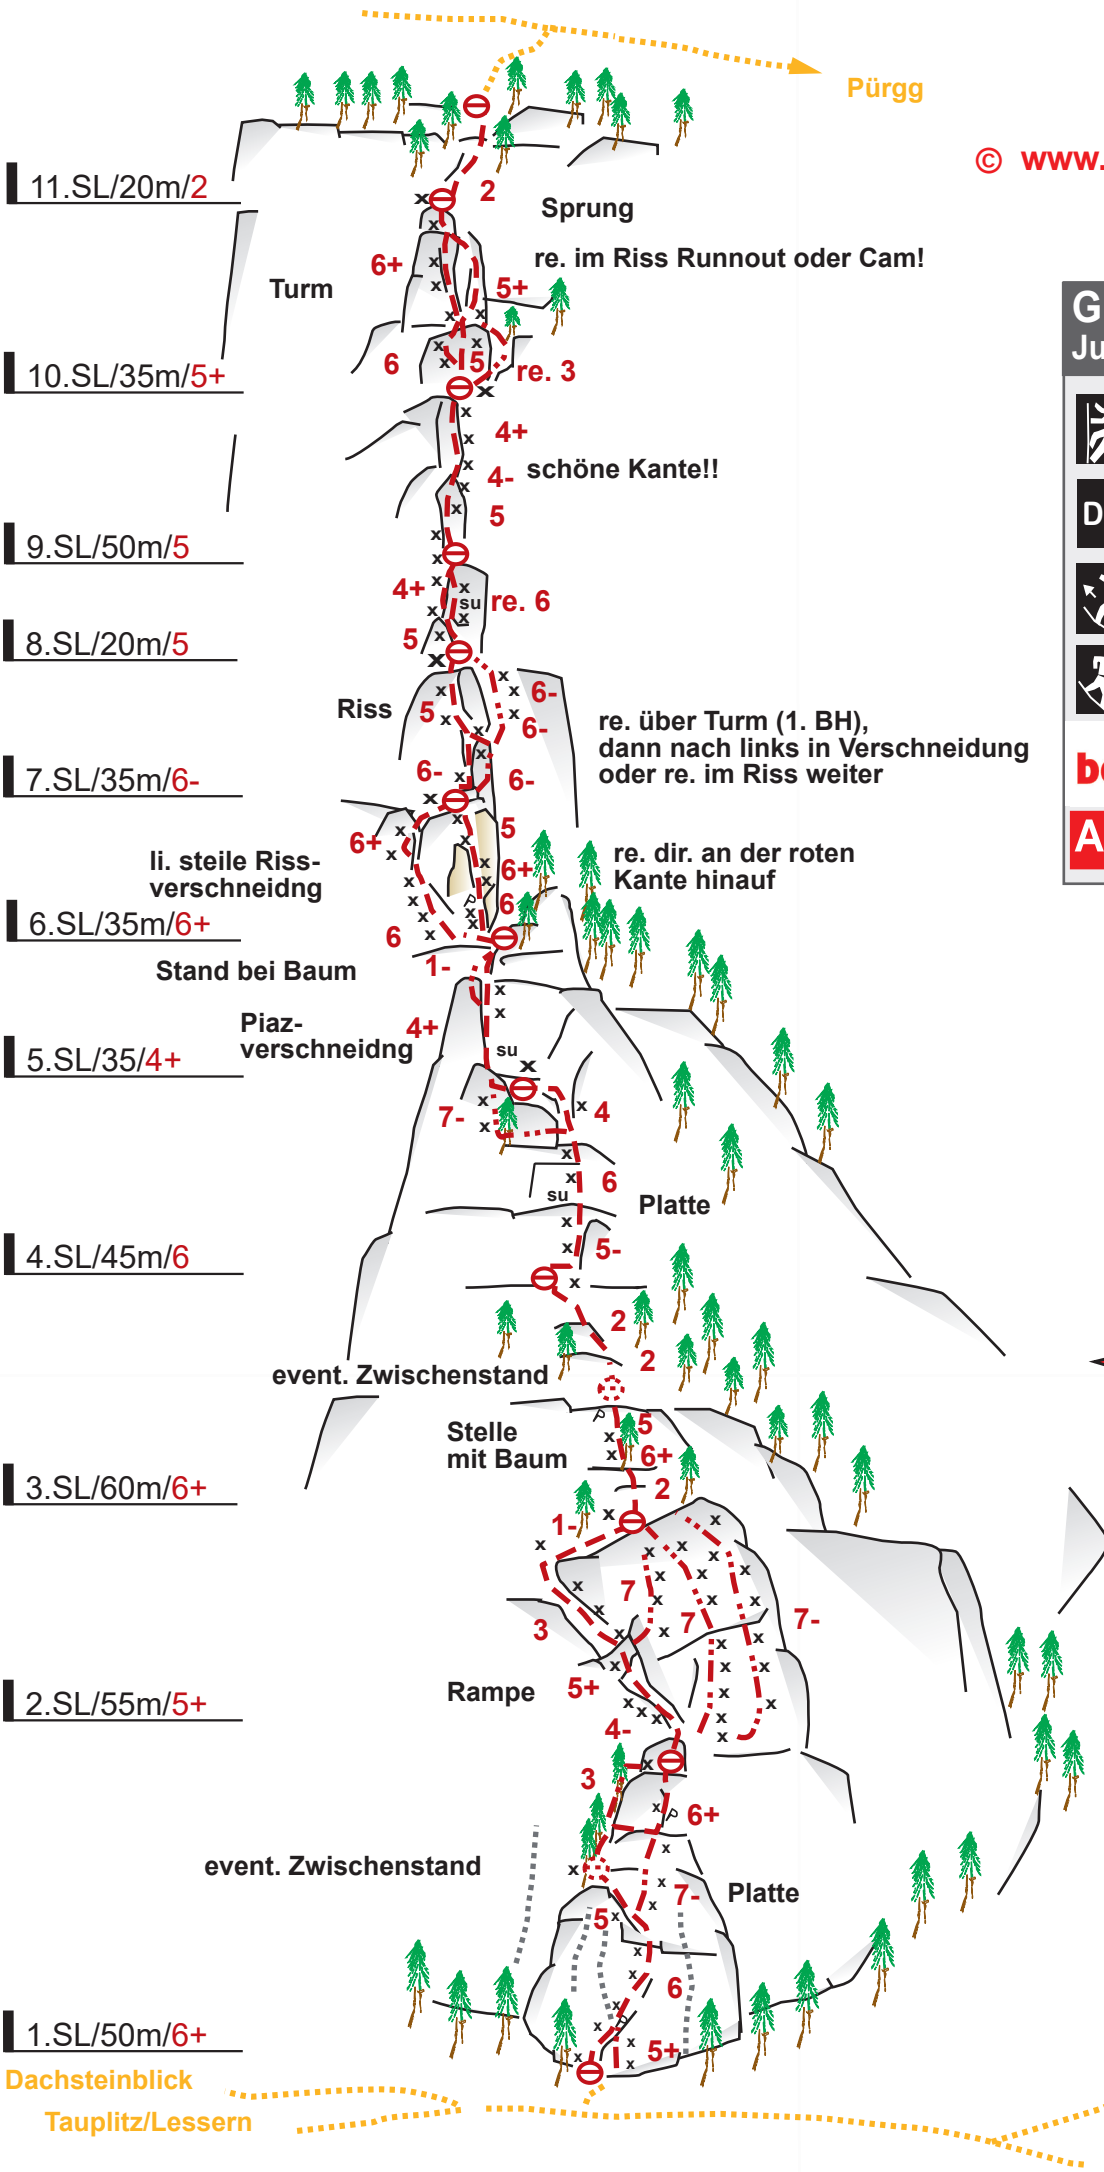 Pürgg
© www.
11.SL/20m/2
x
2
Sprung
x
6+
x
x
re. im Riss Runnout oder Cam!
Turm
5+
x
x
x
x
x
6
5
re. 3
10.SL/35m/5+
x
G
Ju
x
4+
x
x
4-
schöne Kante!!
x
x
5
D
9.SL/50m/5
x
x
4+
x
x
su
re. 6
x
x
5
x
8.SL/20m/5
x
x
6-
x
x
Riss
5
x
x
6-
x
re. über Turm (1. BH),
dann nach links in Verschneidung
oder re. im Riss weiter
x
6-
x
6-
7.SL/35m/6-
x
b
x
5
x
6+
x
x
re. dir. an der roten
Kante hinauf
A
li. steile Riss-
verschneidng
x
6+
x
x
P
6
x
x
x
x
6.SL/35m/6+
6
x
Stand bei Baum
1-
x
Piaz-
verschneidng
4+
x
5.SL/35/4+
su
x
x
7-
x
x
4
x
x
6
su
Platte
x
x
5-
4.SL/45m/6
x
2
2
event. Zwischenstand
P
5
Stelle
mit Baum
x
x
6+
3.SL/60m/6+
2
x
1-
x
x
x
x
x
x
x
x
x
7
x
x
x
x
7
7-
3
x
x
x
x
x
x
Rampe
5+
x
x
2.SL/55m/5+
x
x
x
x
x
4-
x
3
x
P
6+
x
event. Zwischenstand
x
x
7-
Platte
x
5
x
x
x
6
x
P
x
1.SL/50m/6+
x
x
5+
x
Dachsteinblick
Tauplitz/Lessern